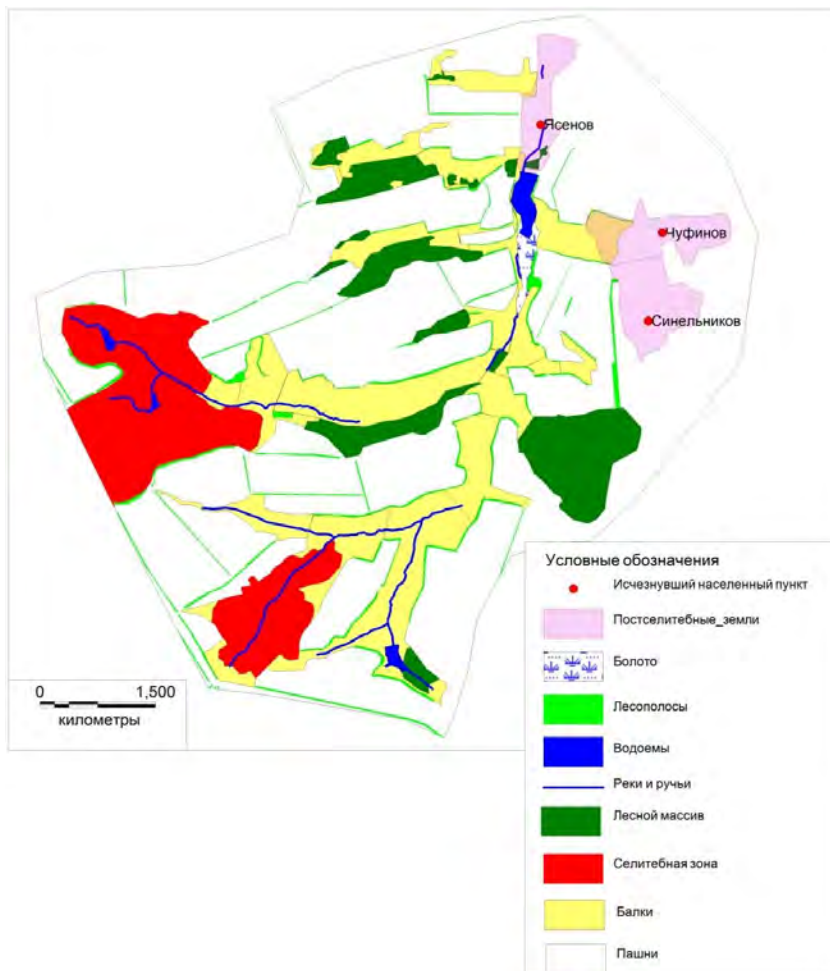 Ясенов
Чуфинов
Синельников
0 1,500
километры
Условные обозначения
Исчезнувший населенный пункт
Постселитебные_земли
Болото
Лесополосы
Водоемы
Реки и ручьи
Лесной массив
Селитебная зона
Балки
Пашни